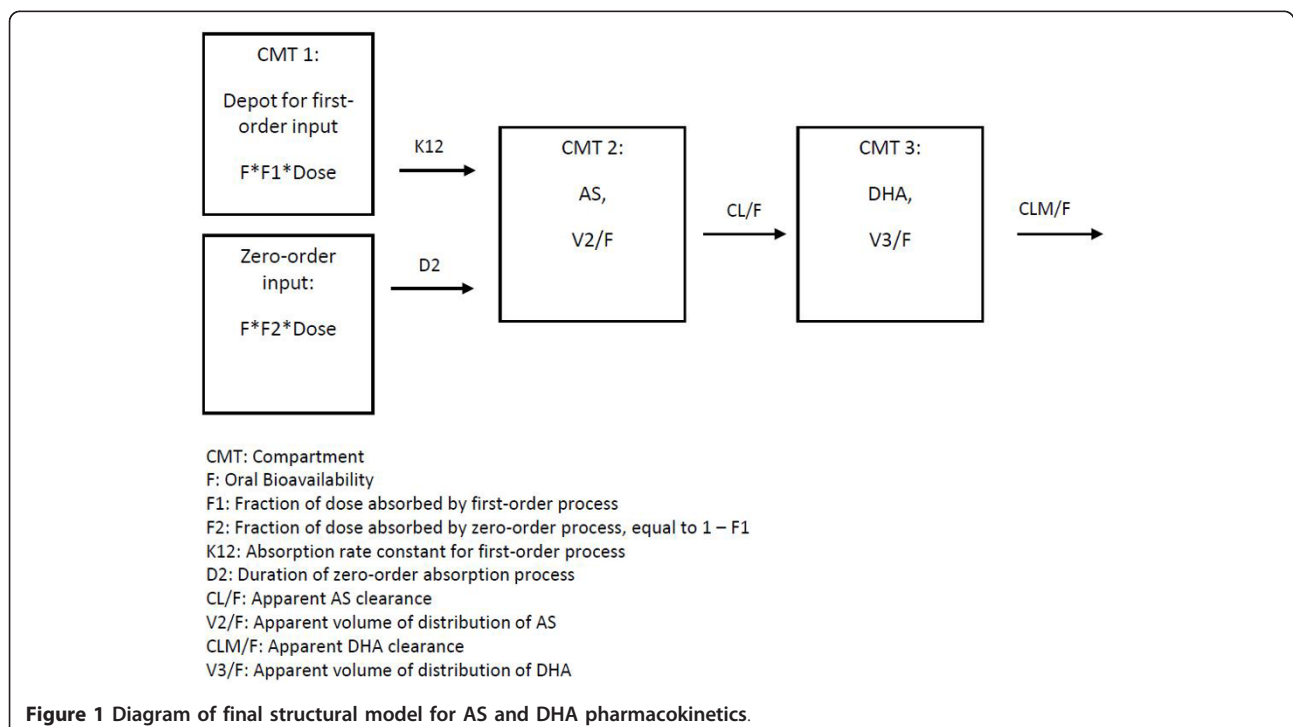 CMT 1:
Depot for first-
order input
F*F1*Dose
K12
Zero-order
input:
F*F2*Dose
D2
CMT 2:
AS,
V2/F
CL/F
CMT 3:
DHA,
V3/F
CLM/F
CMT: Compartment
F: Oral Bioavailability
F1: Fraction of dose absorbed by first-order process
F2: Fraction of dose absorbed by zero-order process, equal to 1 – F1
K12: Absorption rate constant for first-order process
D2: Duration of zero-order absorption process
CL/F: Apparent AS clearance
V2/F: Apparent volume of distribution of AS
CLM/F: Apparent DHA clearance
V3/F: Apparent volume of distribution of DHA
Figure 1 Diagram of final structural model for AS and DHA pharmacokinetics.